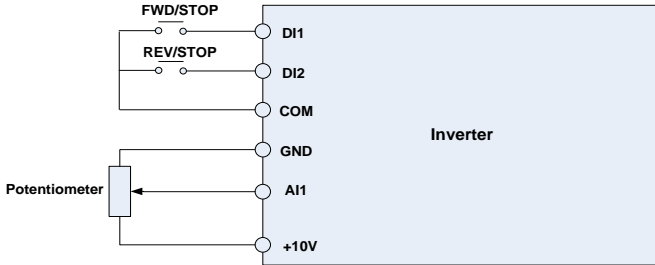 FWD/STOP
DI1
REV/STOP
DI2
COM
Inverter
GND
Potentiometer
AI1
+10V